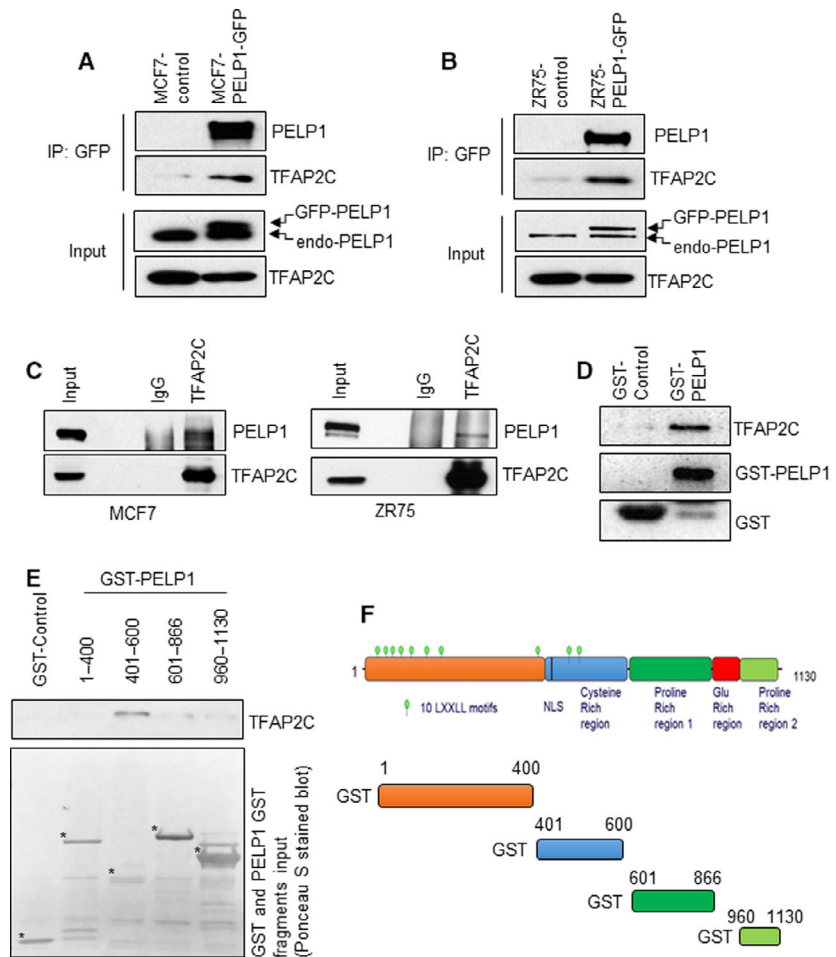 A
MCF7-
control
MCF7-
PELP1-GFP
IP: GFP
PELP1
TFAP2C
GFP-PELP1
endo-PELP1
Input
TFAP2C
B
ZR75-
control
ZR75-
PELP1-GFP
IP: GFP
PELP1
TFAP2C
GFP-PELP1
endo-PELP1
Input
TFAP2C
C
Input
IgG
TFAP2C
PELP1
TFAP2C
MCF7
Input
IgG
TFAP2C
PELP1
TFAP2C
ZR75
D
GST-
Control
GST-
PELP1
TFAP2C
GST-PELP1
GST
E
GST-PELP1
GST-Control
1–400
401–600
601–866
960–1130
TFAP2C
*
*
*
*
*
GST and PELP1 GST
fragments input
(Ponceau S stained blot)
F
1
1130
10 LXXLL motifs
NLS
Cysteine
Rich
region
Proline
Rich
region 1
Glu
Rich
region
Proline
Rich
region 2
1 400
GST
401 600
GST
601 866
GST
960 1130
GST